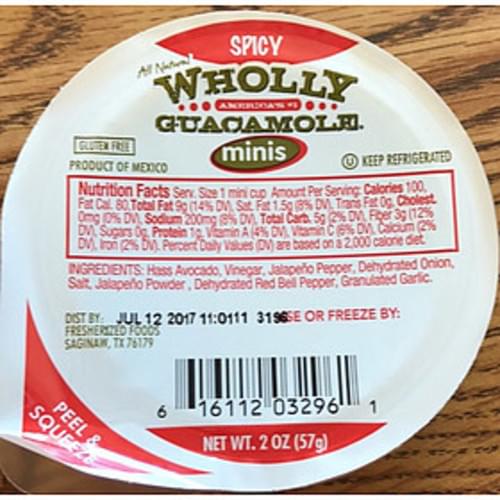 SPICY
All Natural
WHOLLY
AMERICA'S #1
GUACAMOLE.
minis
GLUTEN FREE
PRODUCT OF MEXICO
U KEEP REFRIGERATED
Nutrition Facts Serv. Size 1 mini cup Amount Per Serving: Calories 100,
Fat Cal. 80, Total Fat 9g (14% DV), Sat. Fat 1.5g (8% DV), Trans Fat 0g, Cholest.
0mg (0% DV), Sodium 200mg (8% DV), Total Carb. 5g (2% DV), Fiber 3g (12%
DV), Sugars 0g, Protein 1g, Vitamin A (4% DV), Vitamin C (6% DV), Calcium (2%
DV), Iron (2% DV). Percent Daily Values (DV) are based on a 2,000 calorie diet.
INGREDIENTS: Hass Avocado, Vinegar, Jalapeño Pepper, Dehydrated Onion,
Salt, Jalapeño Powder , Dehydrated Red Bell Pepper, Granulated Garlic.
DIST BY: JUL 12 2017 11:0111 OR FREEZE BY:
FRESHERIZED FOODS
SAGINAW, TX 76179
6 16112 03296 1
PEEL &
SQUEEZE
NET WT. 2 OZ (57g)